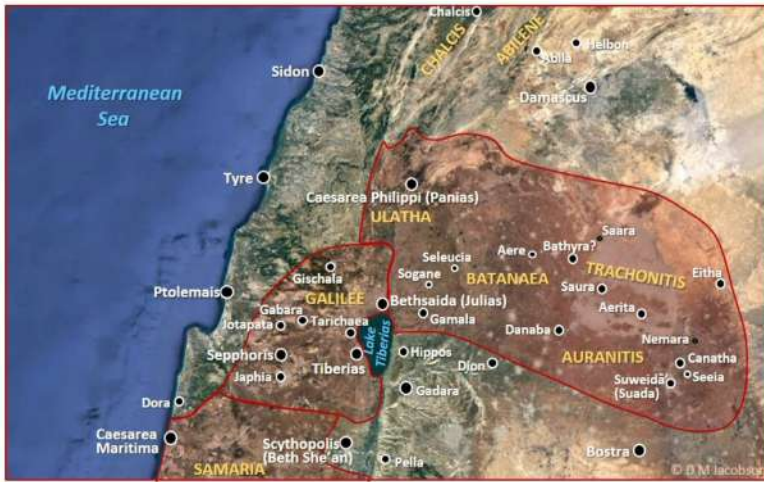 Chalcis
CHALCIS
ABILENE
Helbon
Abila
Sidon
Damascus
Mediterranean
Sea
Tyre
Caesarea Philippi (Panias)
ULATHA
Saara
Aere
Bathyra?
Seleucia
BATANAEA
TRACHONITIS
Gischala
Sogane
Eitha
Ptolemais
GALILEE
Bethsaida (Julias)
Saura
Gabara
Gamala
Aerita
Jotapata
Tarichaea
Danaba
Lake
Tiberias
Nemara
Sepphoris
Tiberias
Hippos
AURANITIS
Canatha
Dion
Seeia
Japhia
Suweidā'
(Suada)
Gadara
Dora
Caesarea
Maritima
Scythopolis
(Beth She'an)
Bostra
Pella
SAMARIA
© D M Jacobson